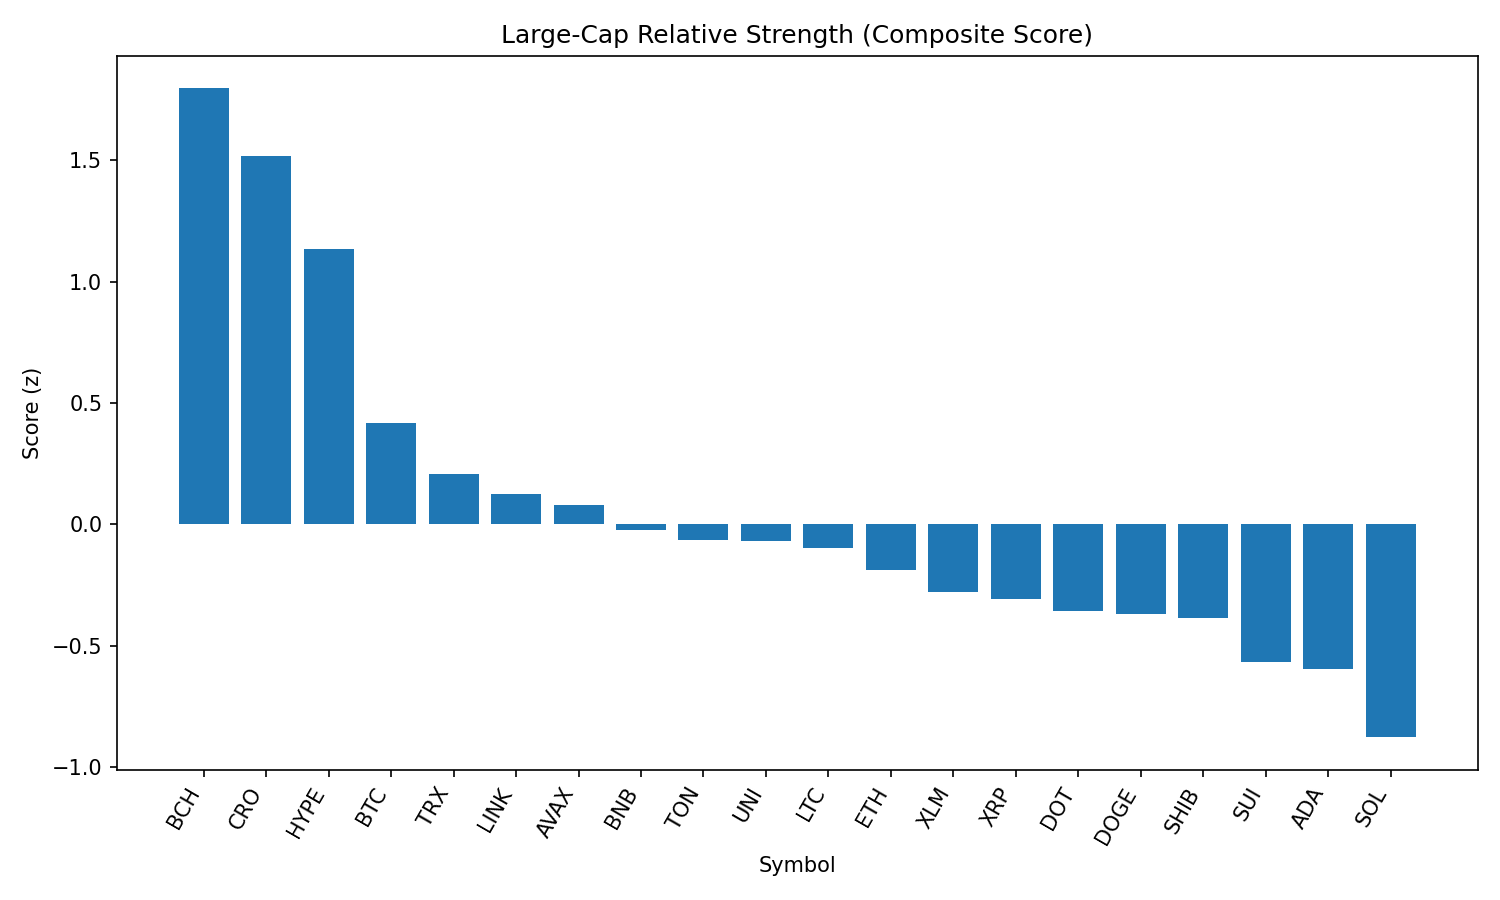 Large-Cap Relative Strength (Composite Score)
Score (z)
1.5
1.0
0.5
0.0
−0.5
−1.0
BCH
CRO
HYPE
BTC
TRX
LINK
AVAX
BNB
TON
UNI
LTC
ETH
XLM
XRP
DOT
DOGE
SHIB
SUI
ADA
SOL
Symbol